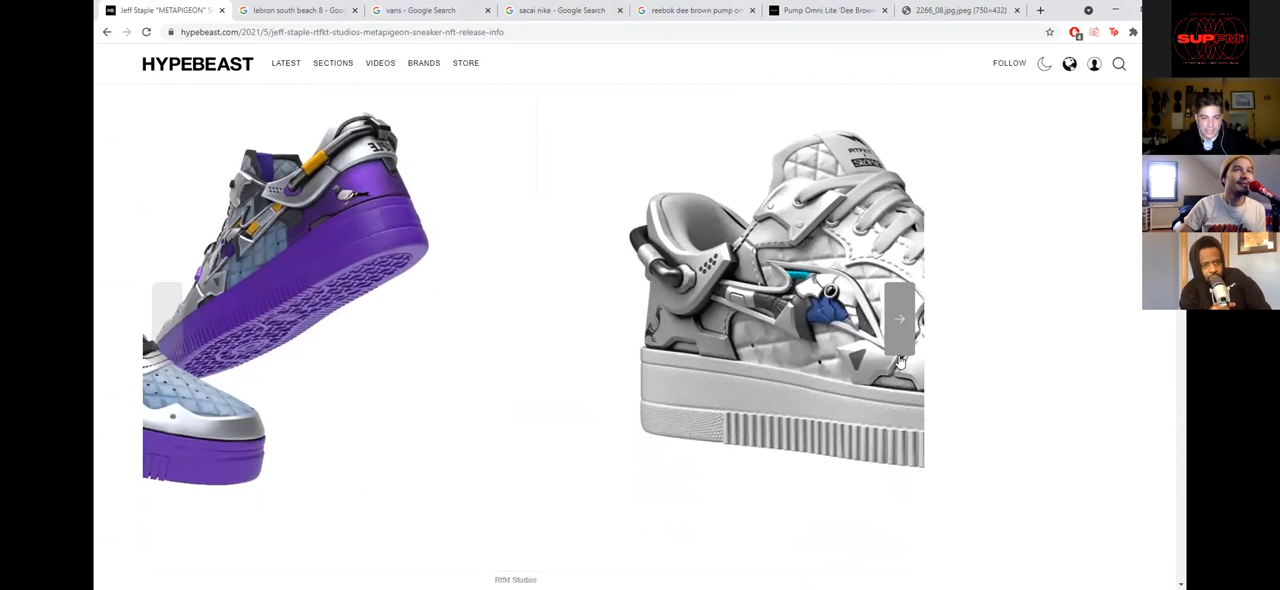 Jeff Staple "METAPIGEON" S
lebron south beach 8 - Goo
vans - Google Search
sacai nike - Google Search
reebok dee brown pump om
Pump Omni Lite 'Dee Brown
2266_08.jpg.jpeg (750×432)
hypebeast.com/2021/5/jeff-staple-rtfkt-studios-metapigeon-sneaker-nft-release-info
HYPEBEAST
LATEST
SECTIONS
VIDEOS
BRANDS
STORE
FOLLOW
SUPFM
RTFKT
Rtfkt Studios